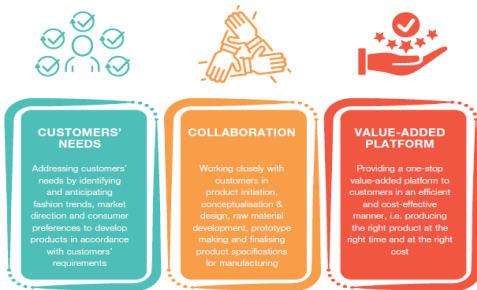 CUSTOMERS'
NEEDS
Addressing customers'
needs by identifying
and anticipating
fashion trends, market
direction and consumer
preferences to develop
products in accordance
with customers'
requirements
COLLABORATION
Working closely with
customers in
product initiation,
conceptualisation &
design, raw material
development, prototype
making and finalising
product specifications
for manufacturing
VALUE-ADDED
PLATFORM
Providing a one-stop
value-added platform to
customers in an efficient
and cost-effective
manner, i.e. producing
the right product at the
right time and at the right
cost